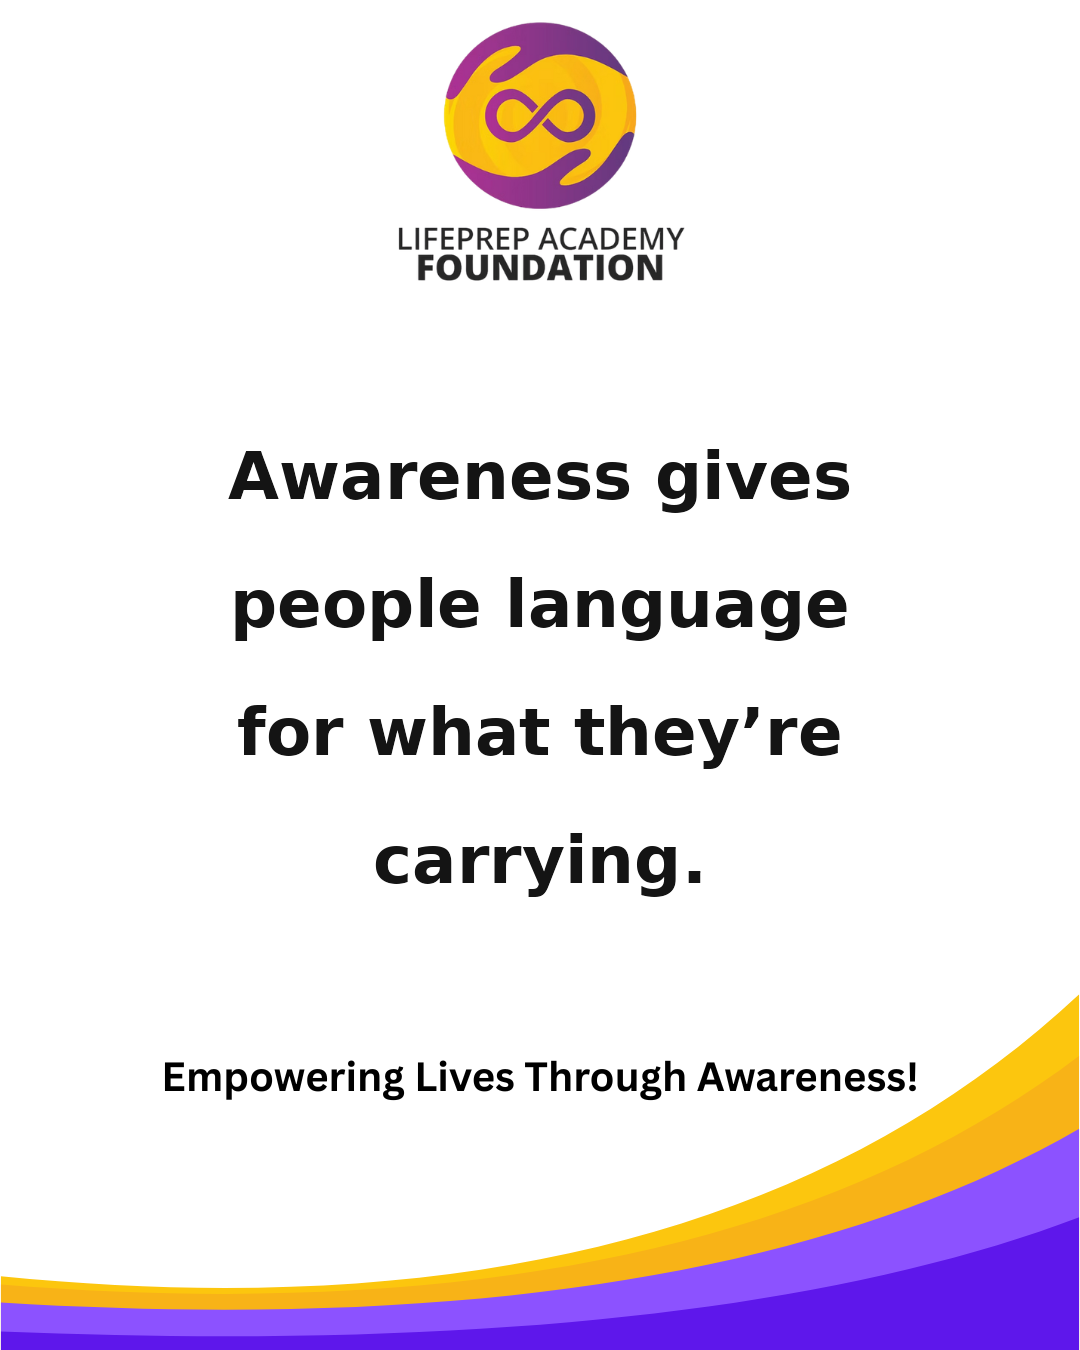 LIFEPREP ACADEMY
FOUNDATION
Awareness gives
people language
for what they’re
carrying.
Empowering Lives Through Awareness!